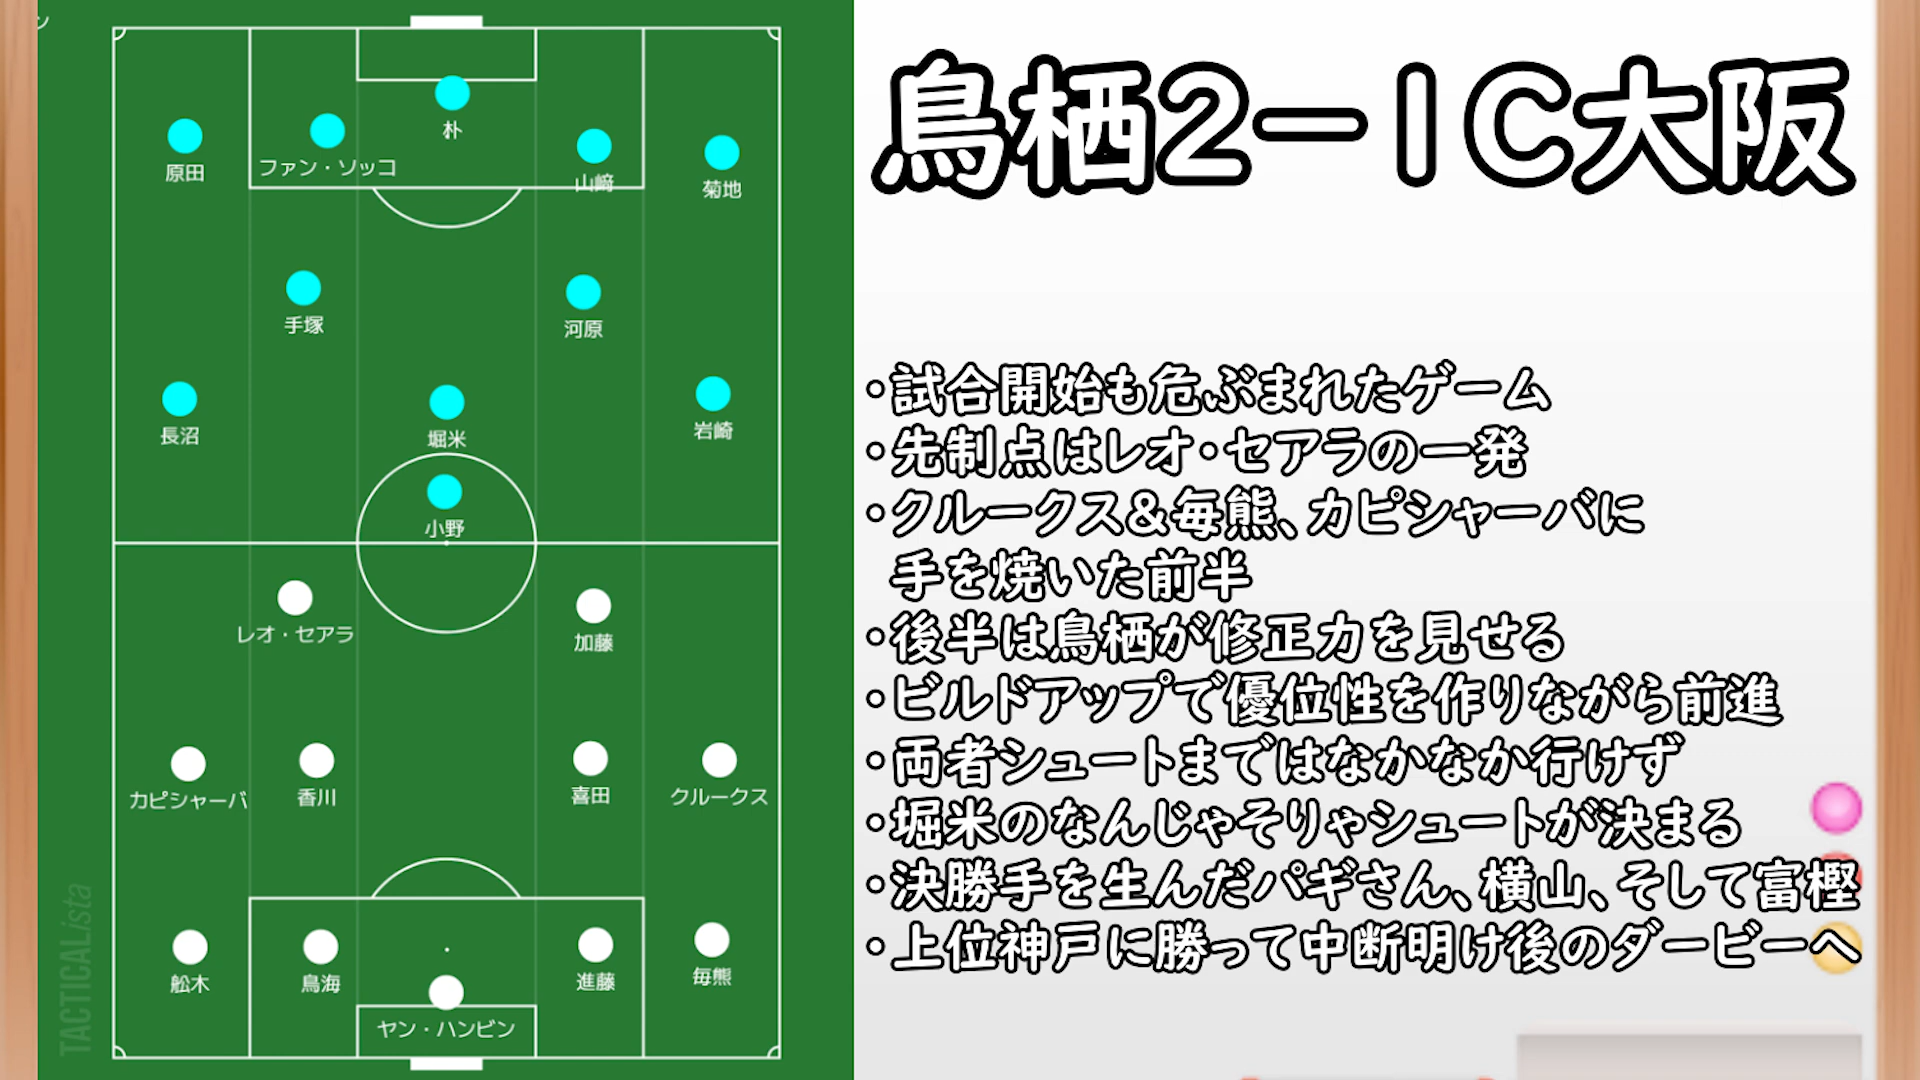 ン
鳥栖2-1C大阪
朴
原田
ファン・ソッコ
山﨑
菊地
手塚
河原
長沼
堀米
岩崎
小野
レオ・セアラ
加藤
カピシャーバ
香川
喜田
クルークス
舩木
鳥海
進藤
毎熊
ヤン・ハンビン
TACTICALista
・試合開始も危ぶまれたゲーム
・先制点はレオ・セアラの一発
・クルークス&毎熊、カピシャーバに
手を焼いた前半
・後半は鳥栖が修正力を見せる
・ビルドアップで優位性を作りながら前進
・両者シュートまではなかなか行けず
・堀米のなんじゃそりゃシュートが決まる
・決勝手を生んだパギさん、横山、そして富樫
・上位神戸に勝って中断明け後のダービーへ